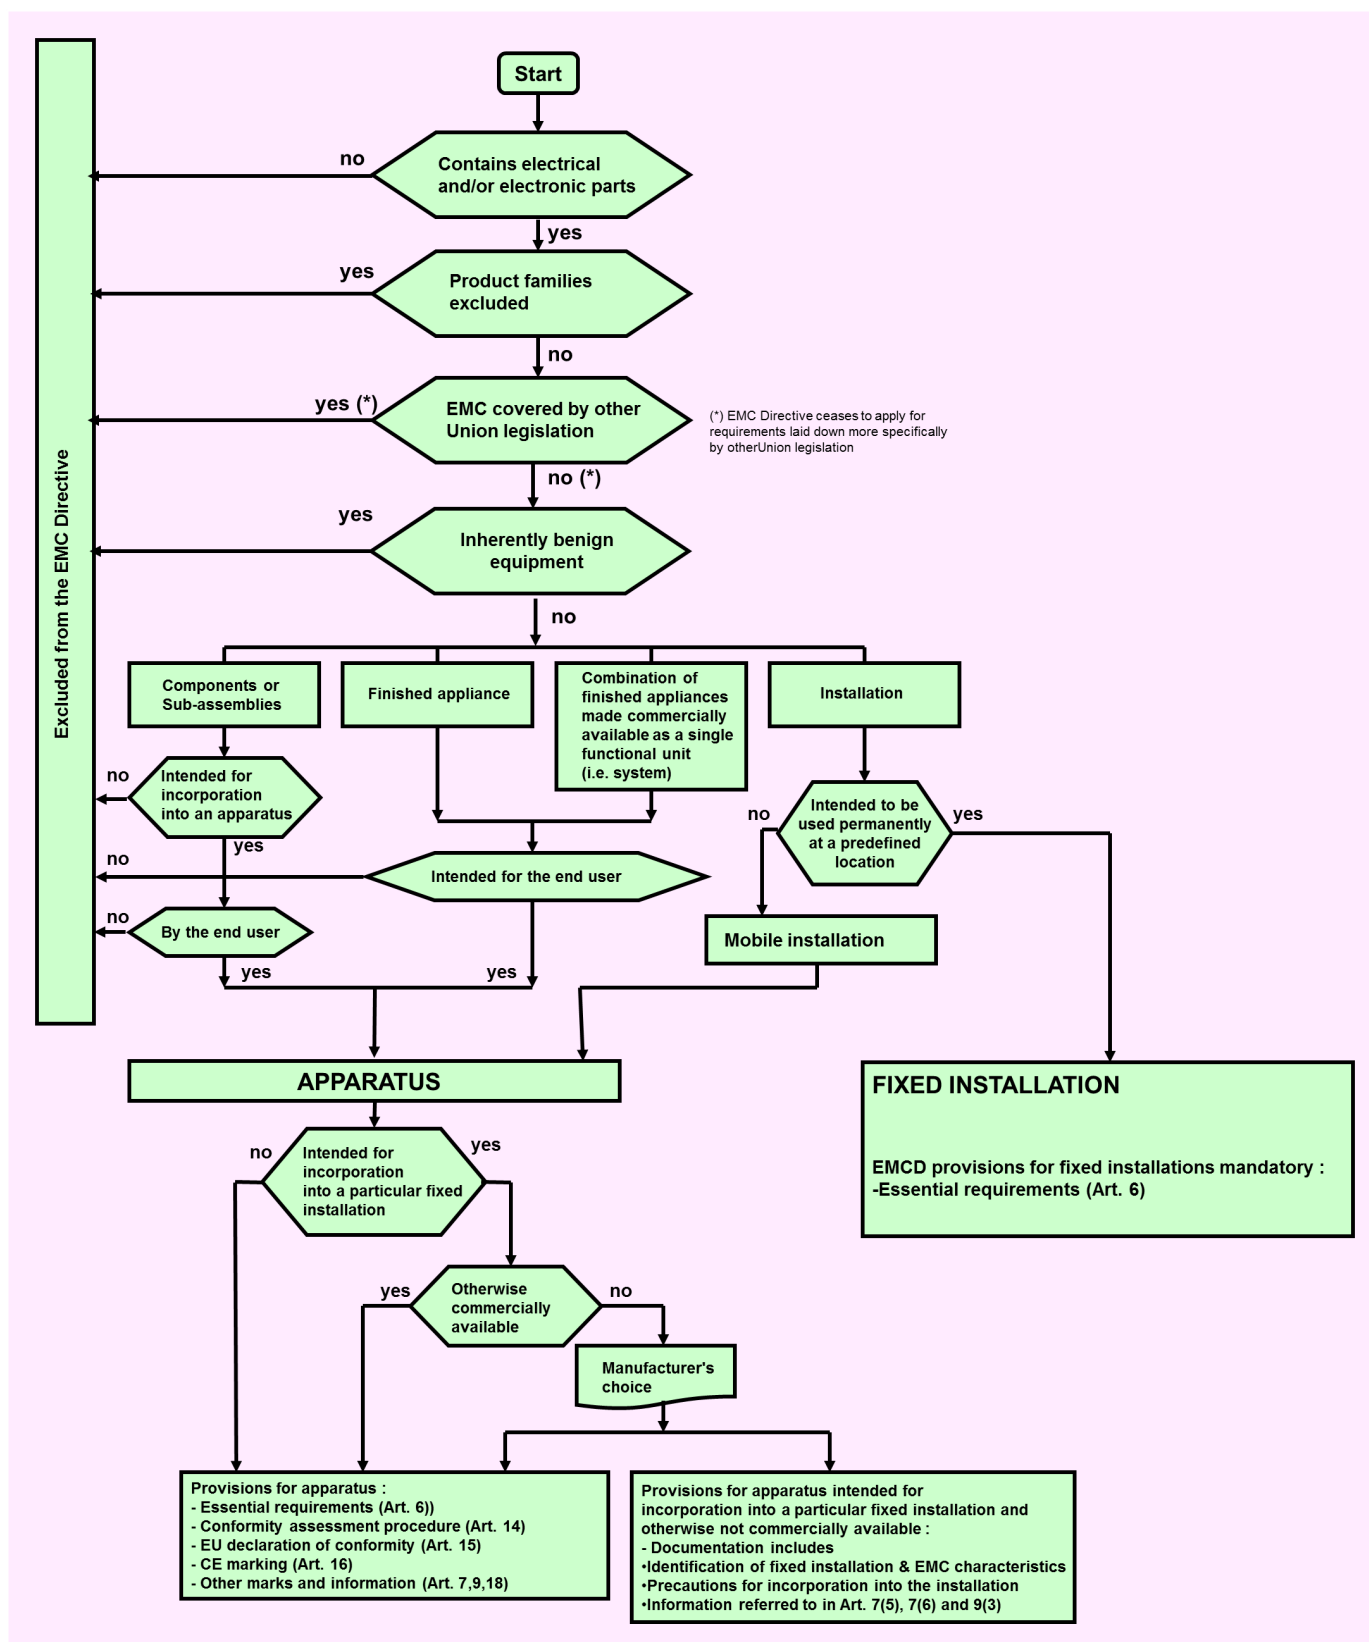 Start
no
Contains electrical
and/or electronic parts
yes
yes
Product families
excluded
no
yes (*)
EMC covered by other
Union legislation
(*) EMC Directive ceases to apply for
requirements laid down more specifically
by otherUnion legislation
no (*)
yes
Inherently benign
equipment
no
Excluded from the EMC Directive
Components or
Sub-assemblies
Finished appliance
Combination of
finished appliances
made commercially
available as a single
functional unit
(i.e. system)
Installation
no
Intended for
incorporation
into an apparatus
yes
no
Intended to be
used permanently
at a predefined
location
yes
no
Intended for the end user
no
By the end user
yes
yes
Mobile installation
APPARATUS
FIXED INSTALLATION
EMCD provisions for fixed installations mandatory :
-Essential requirements (Art. 6)
no
Intended for
incorporation
into a particular fixed
installation
yes
yes
Otherwise
commercially
available
no
Manufacturer's
choice
Provisions for apparatus :
- Essential requirements (Art. 6))
- Conformity assessment procedure (Art. 14)
- EU declaration of conformity (Art. 15)
- CE marking (Art. 16)
- Other marks and information (Art. 7,9,18)
Provisions for apparatus intended for
incorporation into a particular fixed installation and
otherwise not commercially available :
- Documentation includes
•Identification of fixed installation & EMC characteristics
•Precautions for incorporation into the installation
•Information referred to in Art. 7(5), 7(6) and 9(3)